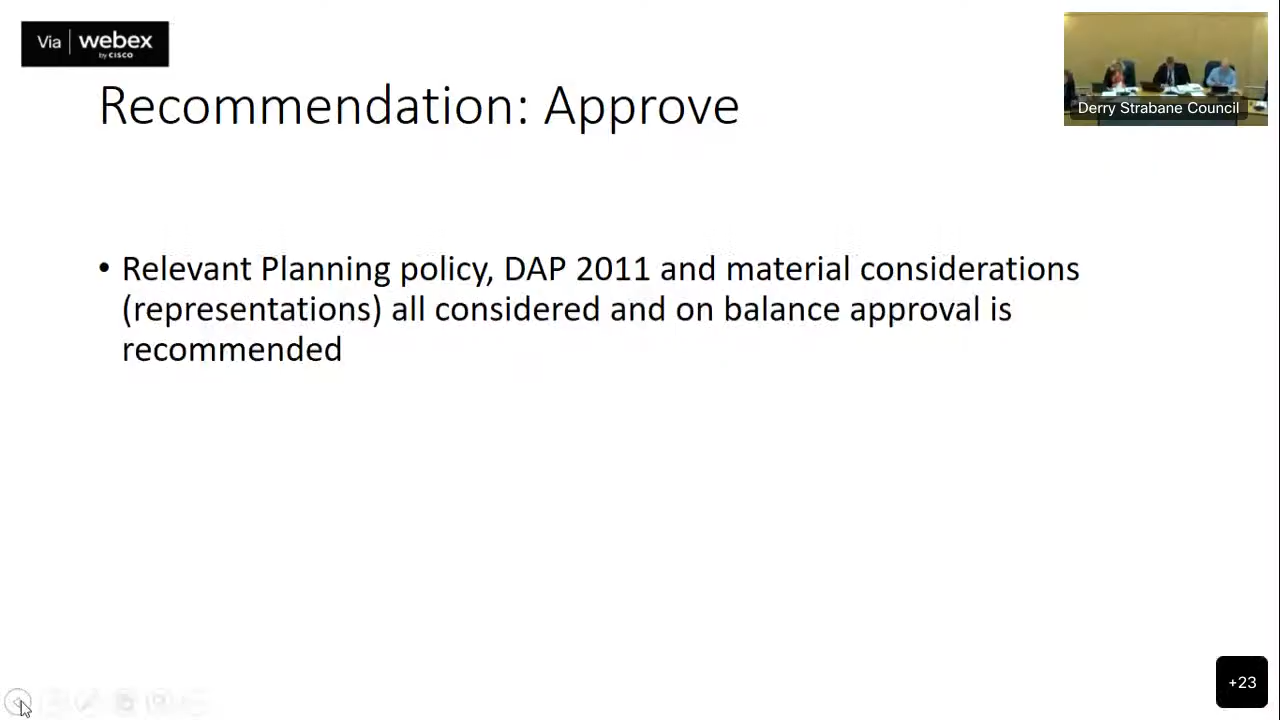 Via webex
by CISCO
Derry Strabane Council
Recommendation: Approve
• Relevant Planning policy, DAP 2011 and material considerations
(representations) all considered and on balance approval is
recommended
+23